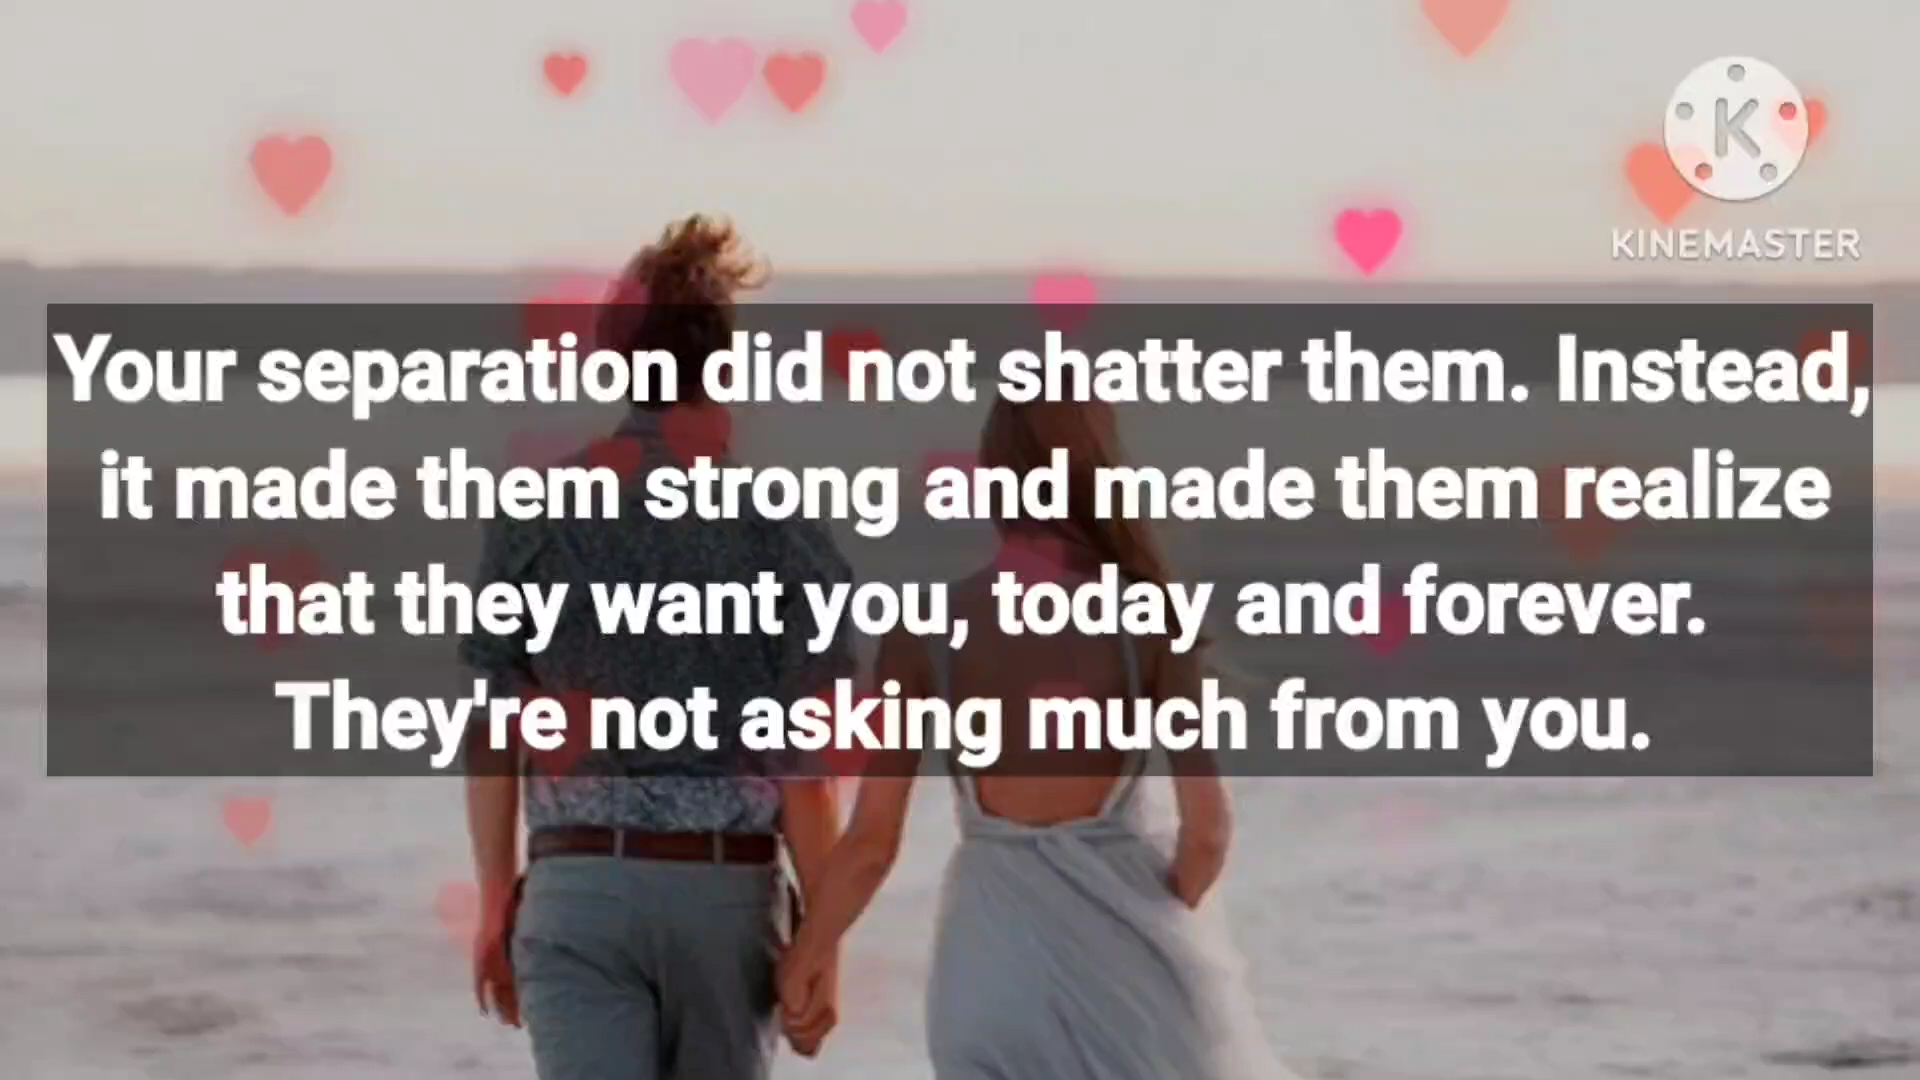 K
KINEMASTER
Your separation did not shatter them. Instead,
it made them strong and made them realize
that they want you, today and forever.
They're not asking much from you.